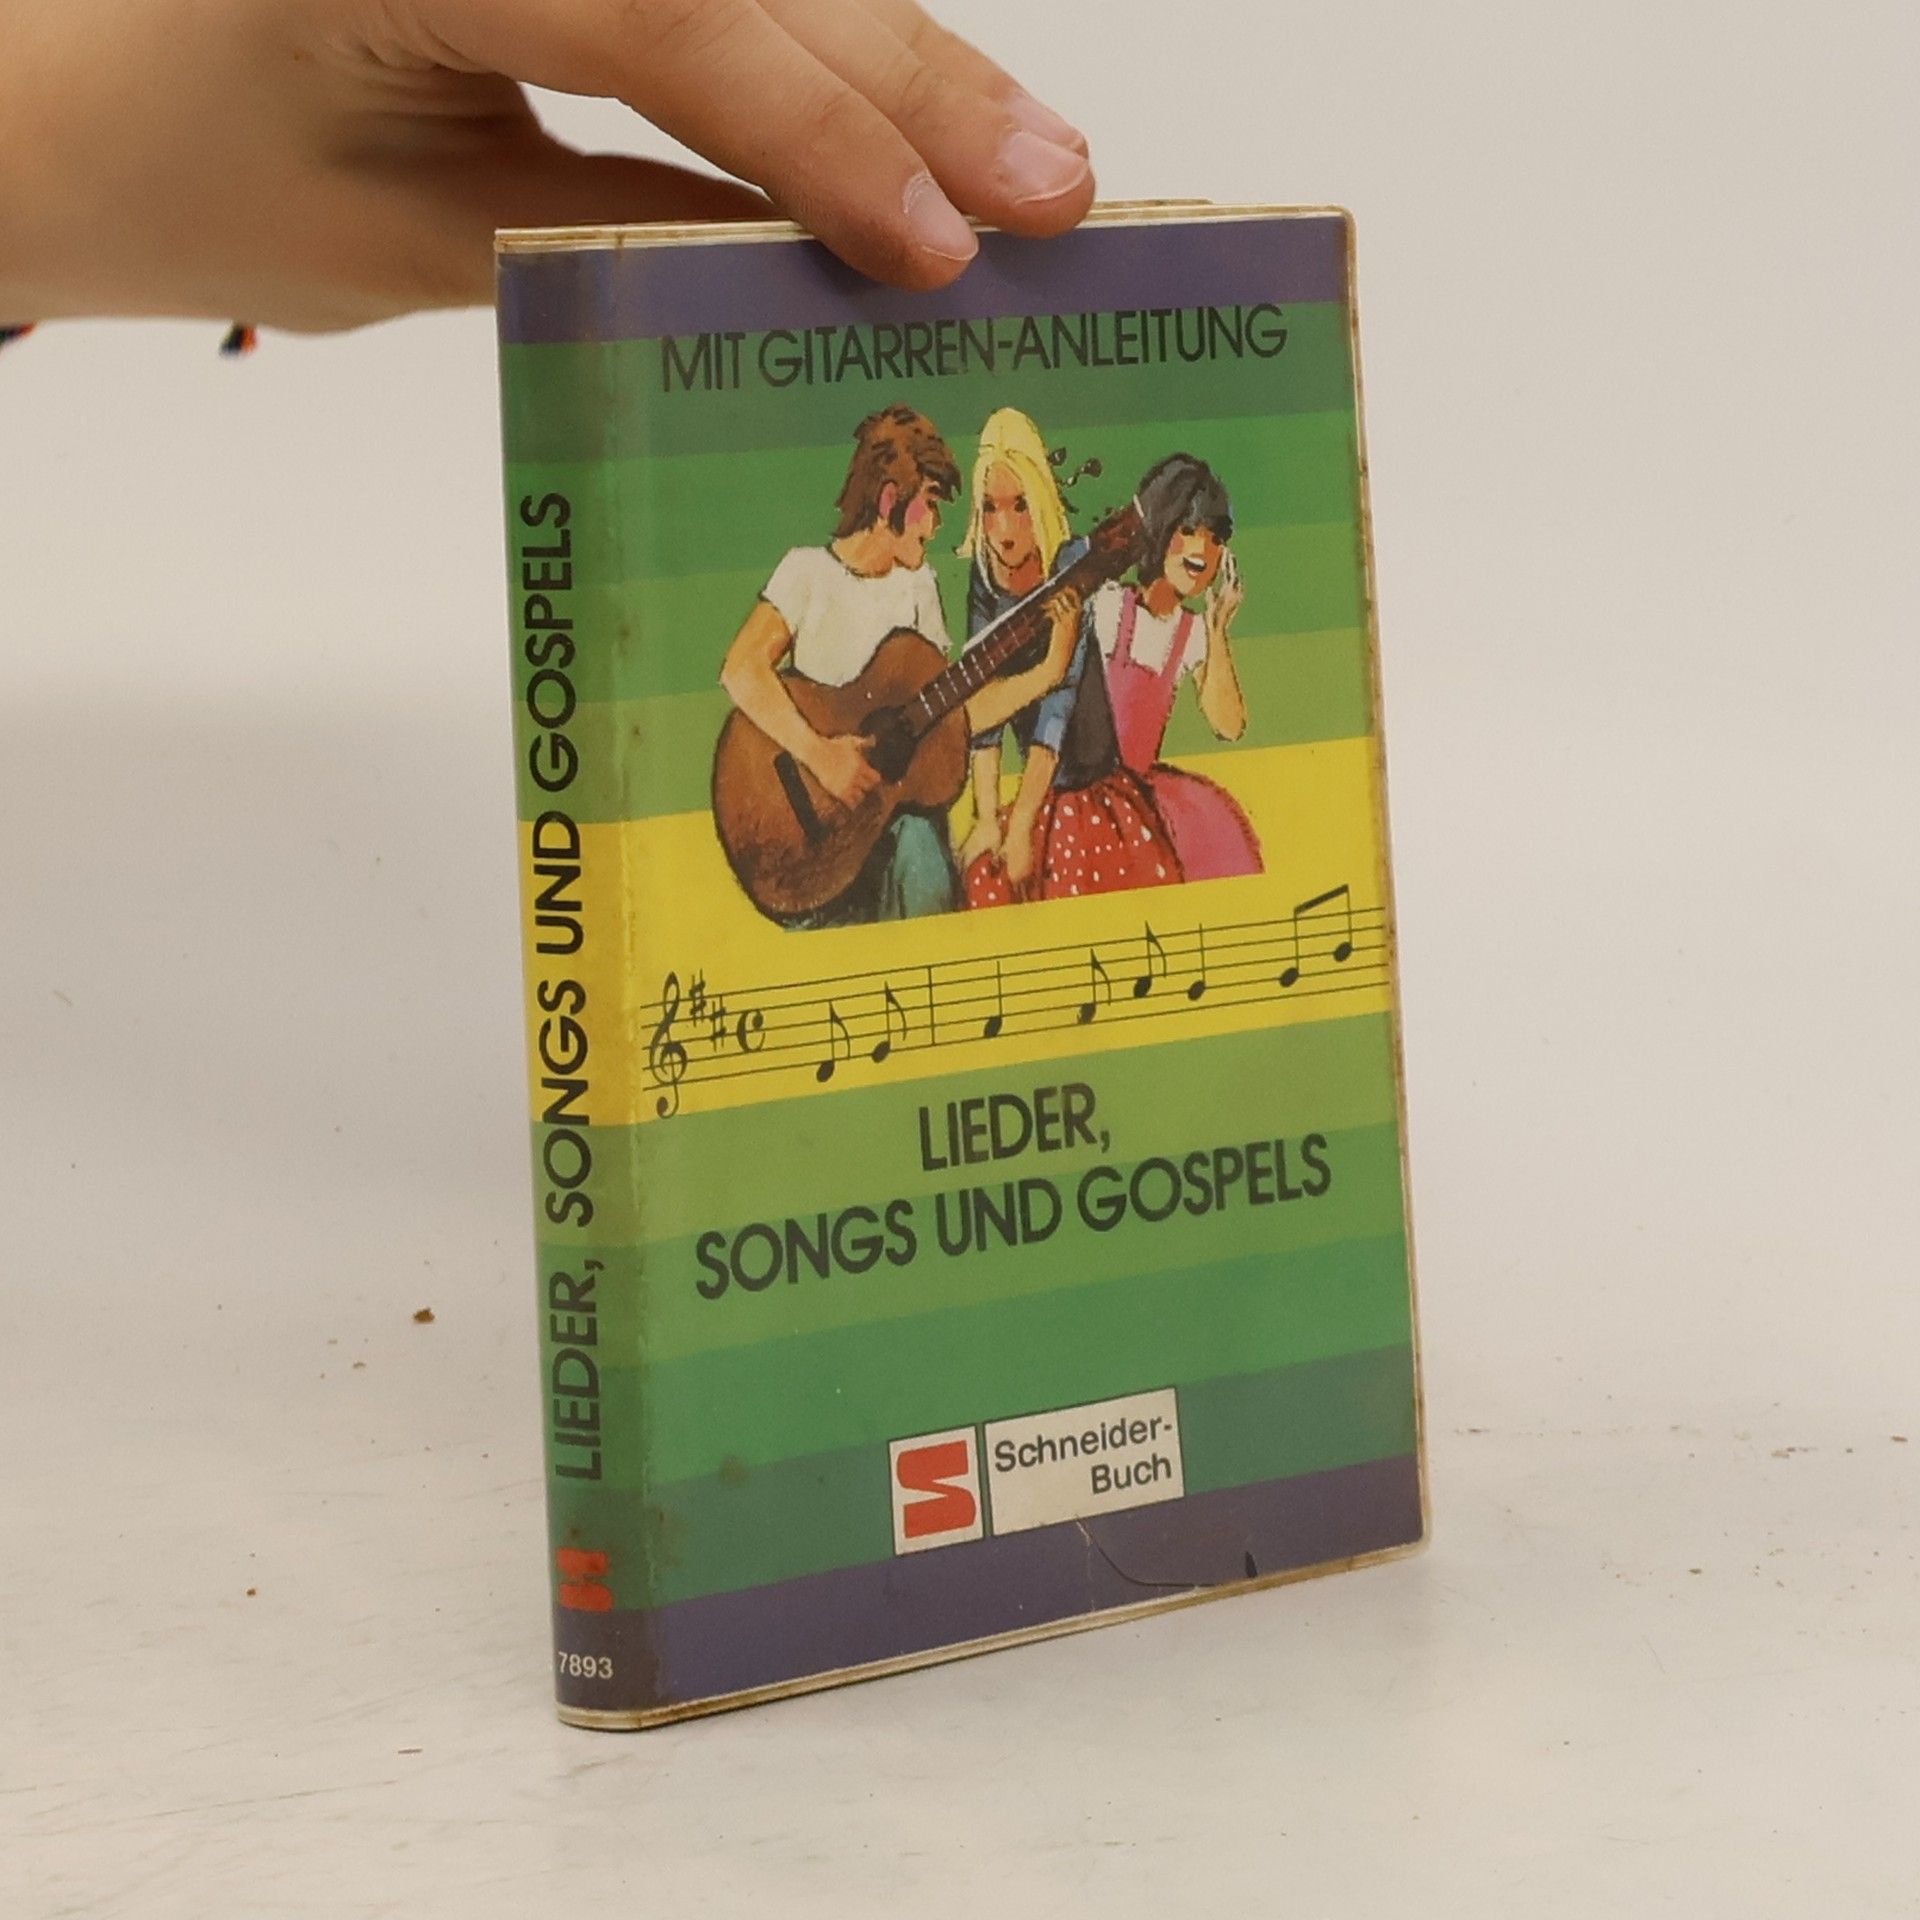 MIT GITARREN-ANLEITUNG
LIEDER,
SONGS UND GOSPELS
Schneider-
Buch
LIEDER, SONGS UND GOSPELS
7893